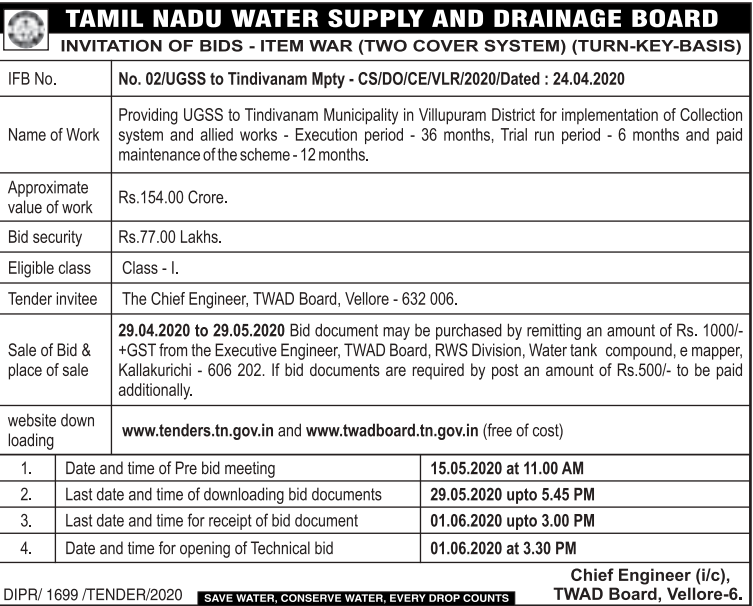 TAMIL NADU WATER SUPPLY AND DRAINAGE BOARD
INVITATION OF BIDS - ITEM WAR (TWO COVER SYSTEM) (TURN-KEY-BASIS)
IFB No.
No. 02/UGSS to Tindivanam Mpty - CS/DO/CE/VLR/2020/Dated : 24.04.2020
Name of Work
Providing UGSS to Tindivanam Municipality in Villupuram District for implementation of Collection
system and allied works - Execution period - 36 months, Trial run period - 6 months and paid
maintenance of the scheme - 12 months.
Approximate
value of work
Rs.154.00 Crore.
Bid security
Rs.77.00 Lakhs.
Eligible class
Class - I.
Tender invitee
The Chief Engineer, TWAD Board, Vellore - 632 006.
Sale of Bid &
place of sale
29.04.2020 to 29.05.2020 Bid document may be purchased by remitting an amount of Rs. 1000/-
+GST from the Executive Engineer, TWAD Board, RWS Division, Water tank compound, e mapper,
Kallakurichi - 606 202. If bid documents are required by post an amount of Rs.500/- to be paid
additionally.
website down
loading
www.tenders.tn.gov.in and www.twadboard.tn.gov.in (free of cost)
1. Date and time of Pre bid meeting 15.05.2020 at 11.00 AM
2. Last date and time of downloading bid documents 29.05.2020 upto 5.45 PM
3. Last date and time for receipt of bid document 01.06.2020 upto 3.00 PM
4. Date and time for opening of Technical bid 01.06.2020 at 3.30 PM
Chief Engineer (i/c),
DIPR/ 1699 /TENDER/2020 SAVE WATER, CONSERVE WATER, EVERY DROP COUNTS TWAD Board, Vellore-6.